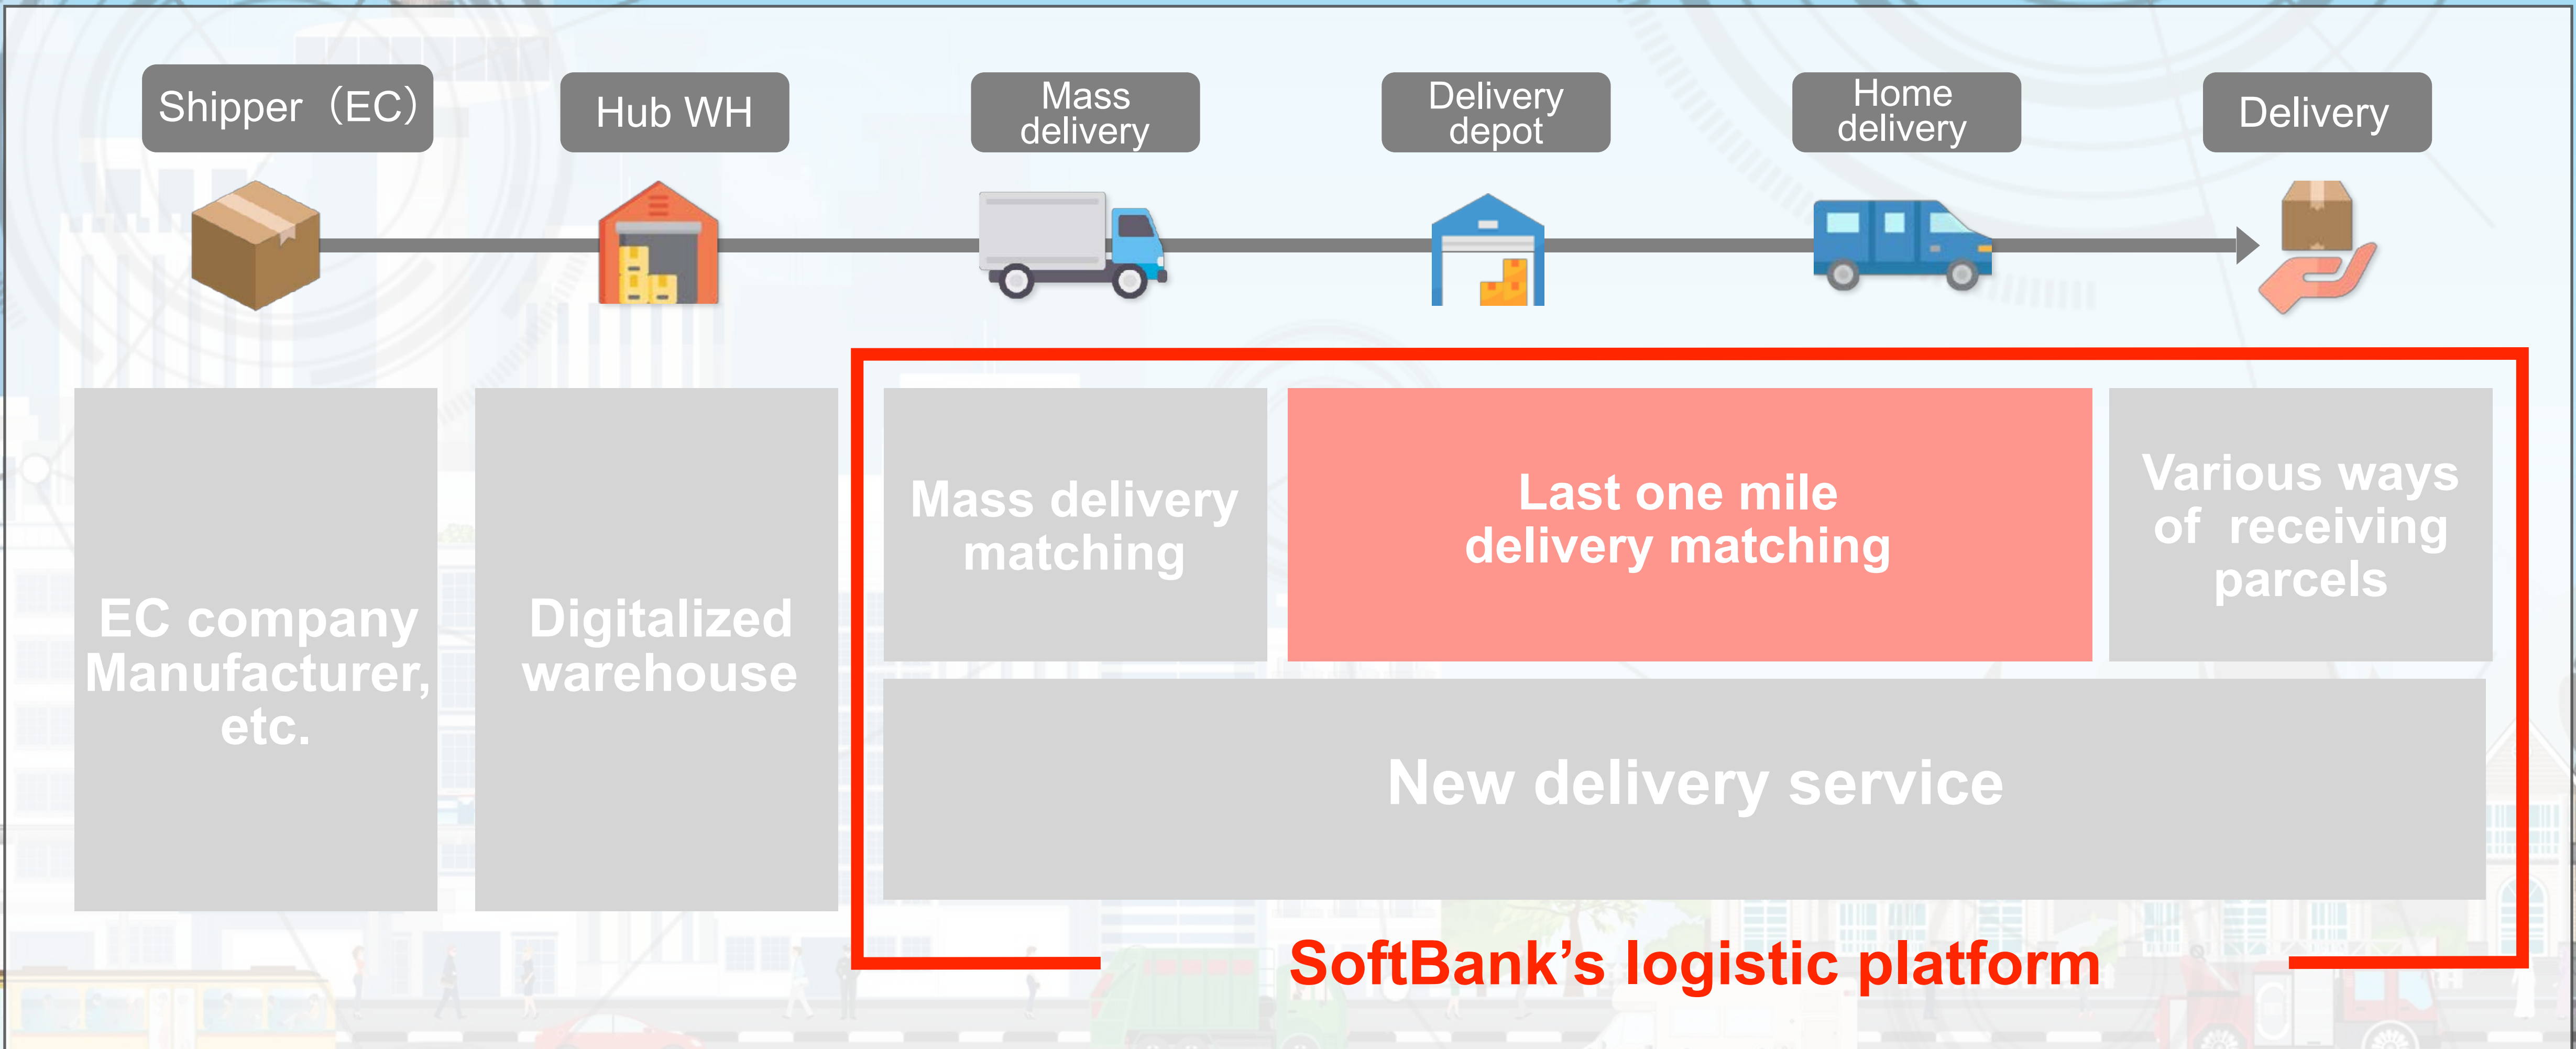 Shipper（EC）
Hub WH
Mass
delivery
Delivery
depot
Home
delivery
Delivery
EC company
Manufacturer,
etc.
Digitalized
warehouse
Mass delivery
matching
Last one mile
delivery matching
Various ways
of  receiving
parcels
New delivery service
SoftBank’s logistic platform